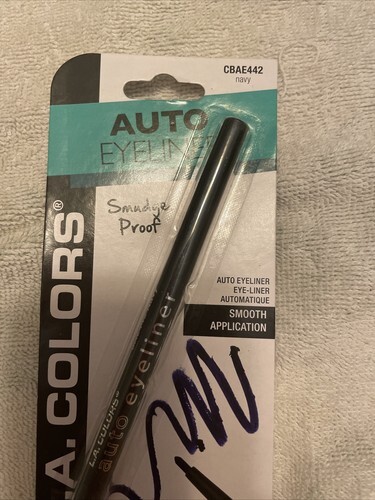 CBAE442
navy
AUTO
EYELINER
Smudge
Proof
L.A. COLORS®
AUTO EYELINER
EYE-LINER
AUTOMATIQUE
SMOOTH
APPLICATION
L.A. COLORS®
auto eyeliner